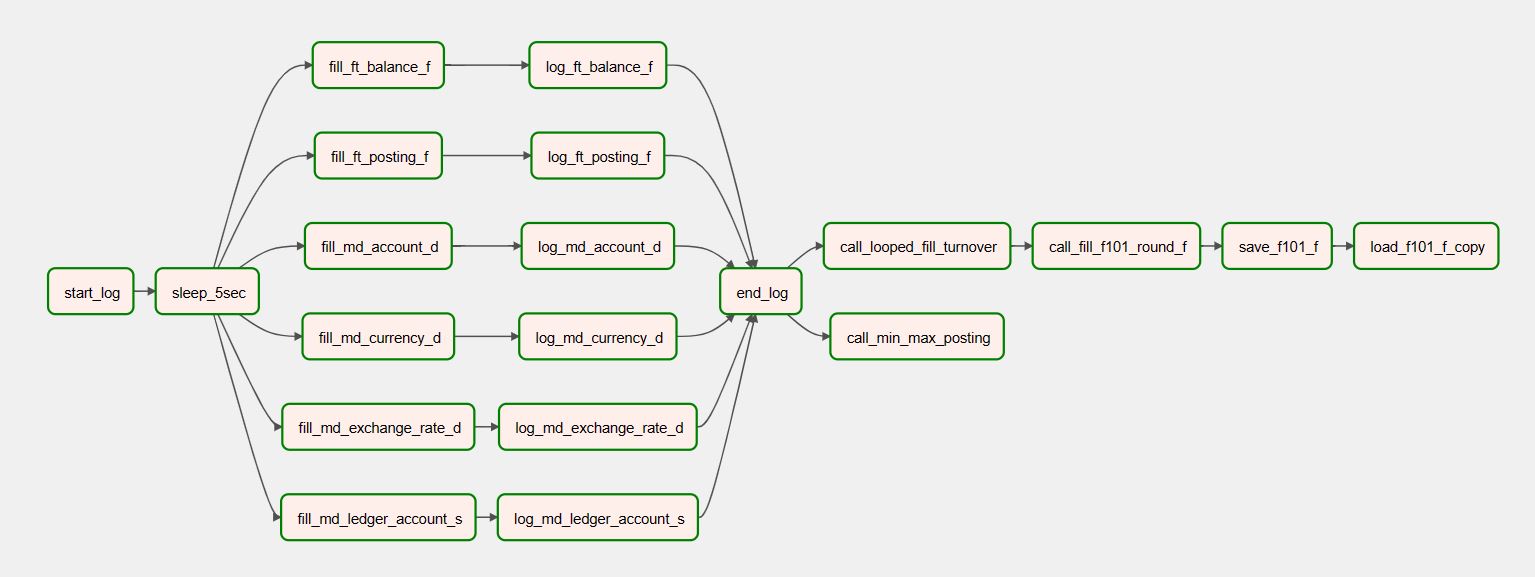 start_log
sleep_5sec
fill_ft_balance_f
log_ft_balance_f
fill_ft_posting_f
log_ft_posting_f
fill_md_account_d
log_md_account_d
fill_md_currency_d
log_md_currency_d
fill_md_exchange_rate_d
log_md_exchange_rate_d
fill_md_ledger_account_s
log_md_ledger_account_s
end_log
call_looped_fill_turnover
call_fill_f101_round_f
save_f101_f
load_f101_f_copy
call_min_max_posting